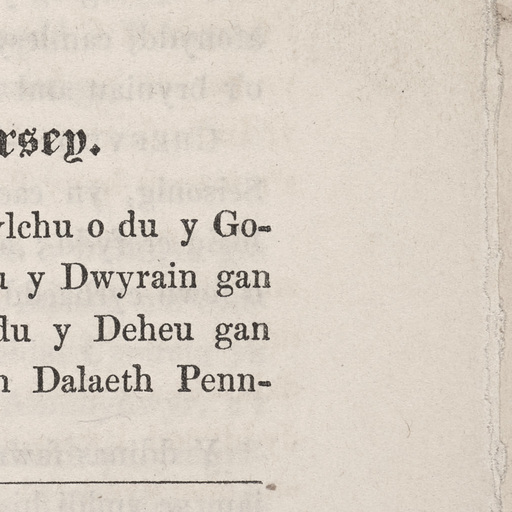 rsey.
ylchu o du y Go-
u y Dwyrain gan
du y Deheu gan
n Dalaeth Penn-